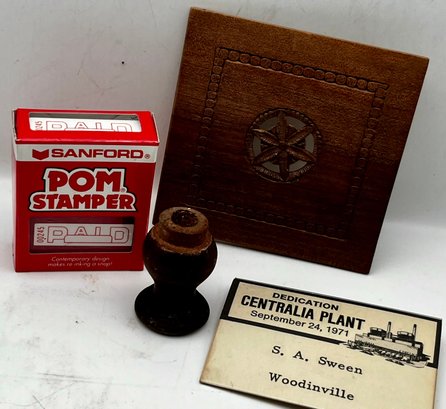 PAID
SANFORD®
POM®
STAMPER
00245
PAID
Contemporary design
makes re-inking a snap!
DEDICATION
CENTRALIA PLANT
September 24, 1971
S. A. Sween
Woodinville